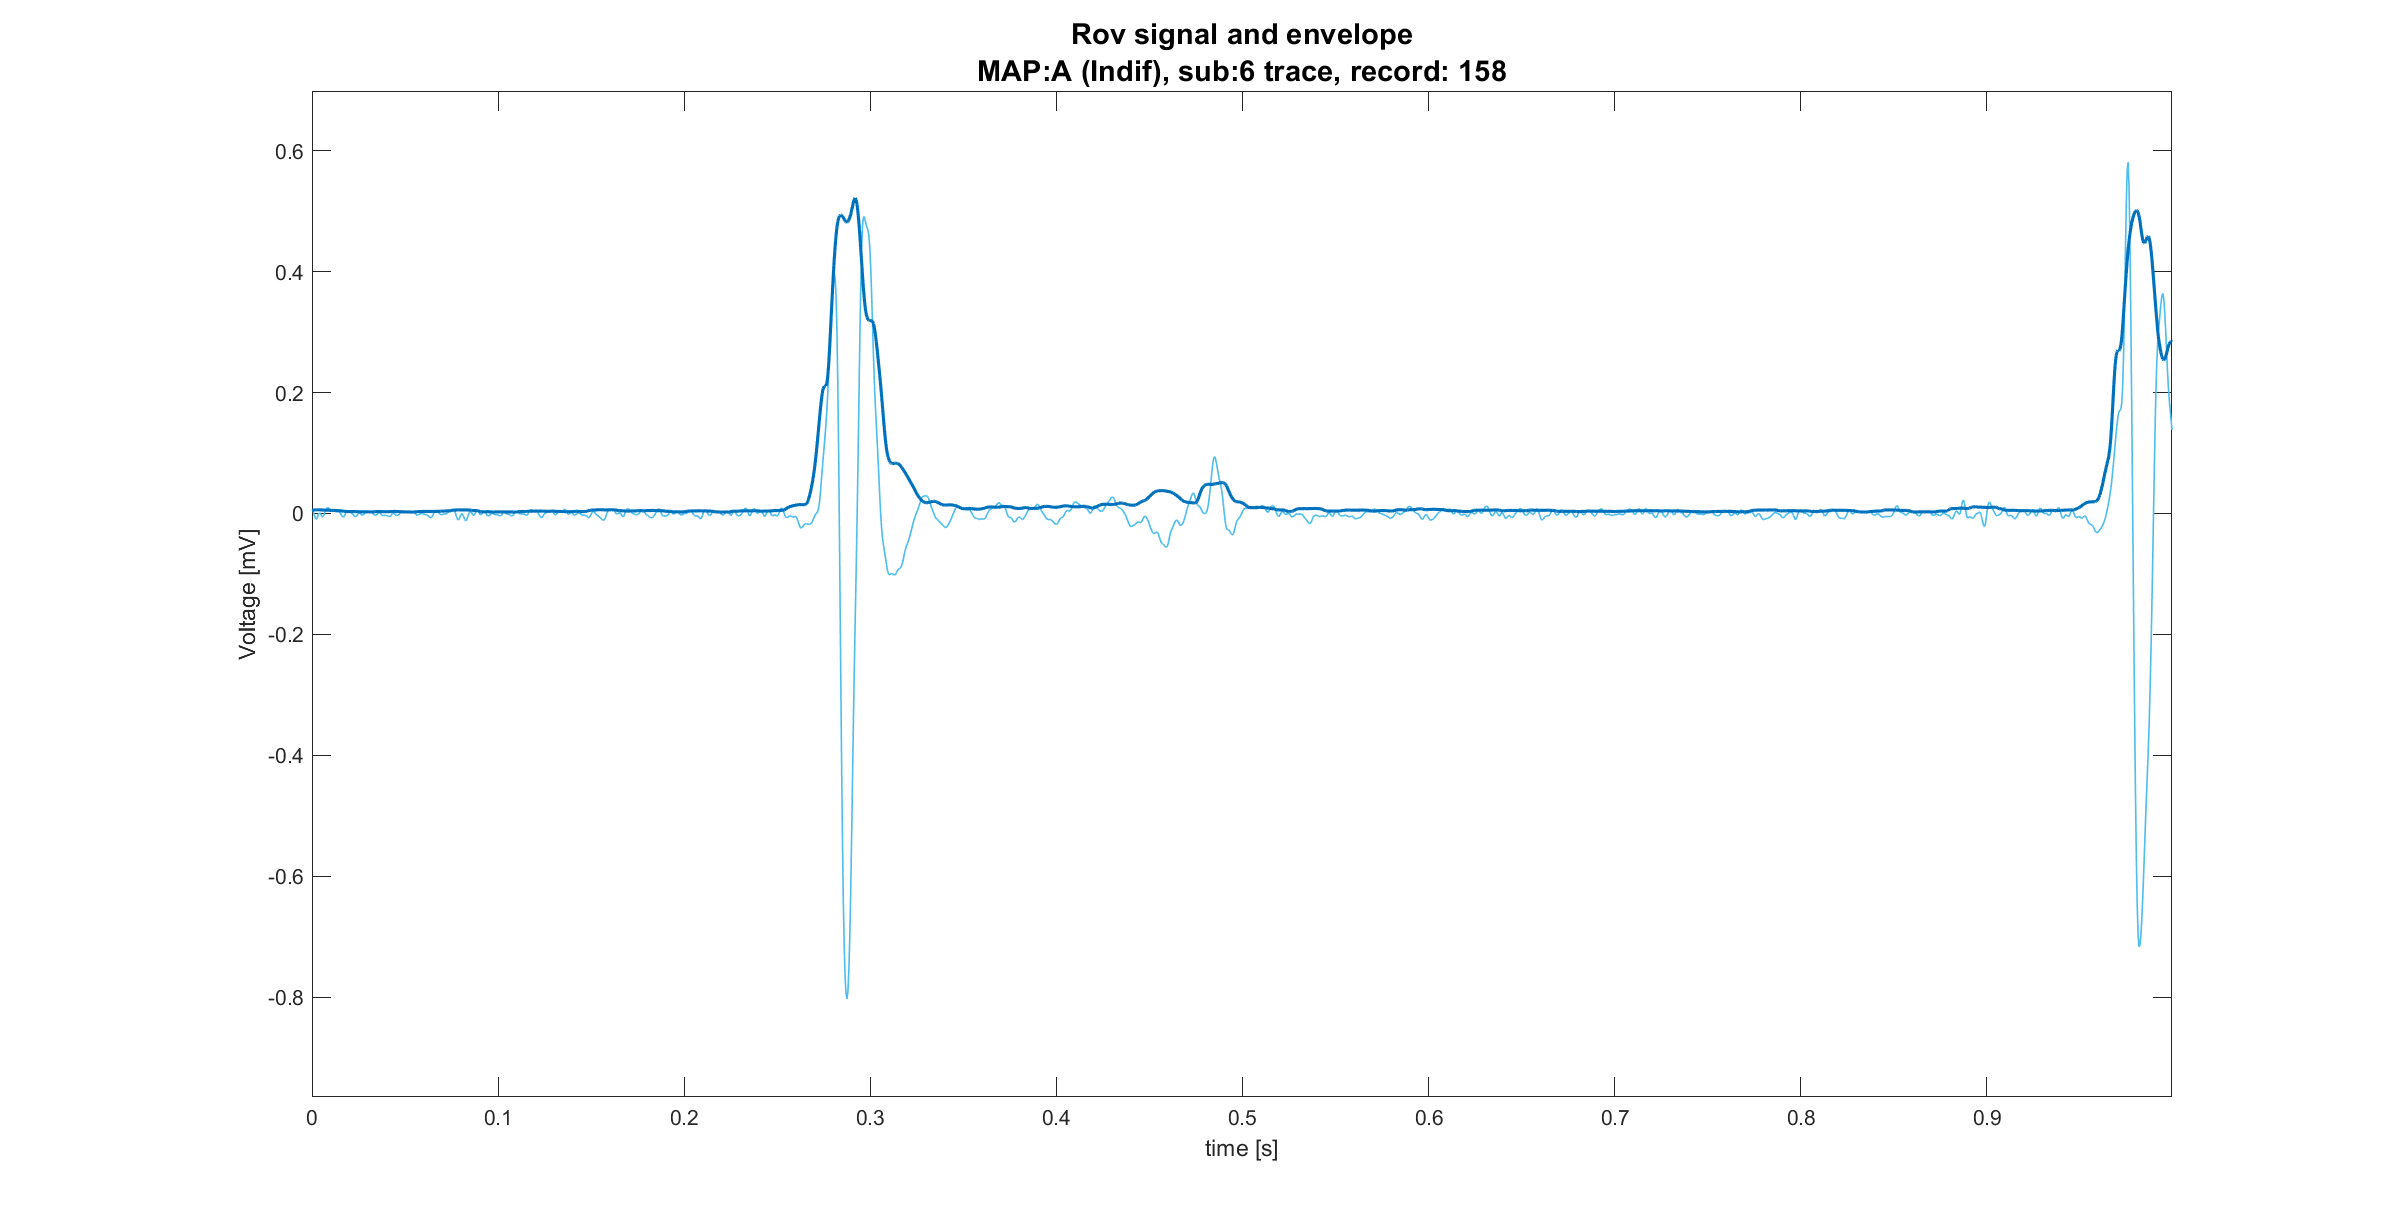 Rov signal and envelope
MAP:A (Indif), sub:6 trace, record: 158
0.6
0.4
0.2
0
-0.2
-0.4
-0.6
-0.8
Voltage [mV]
0 0.1 0.2 0.3 0.4 0.5 0.6 0.7 0.8 0.9
time [s]